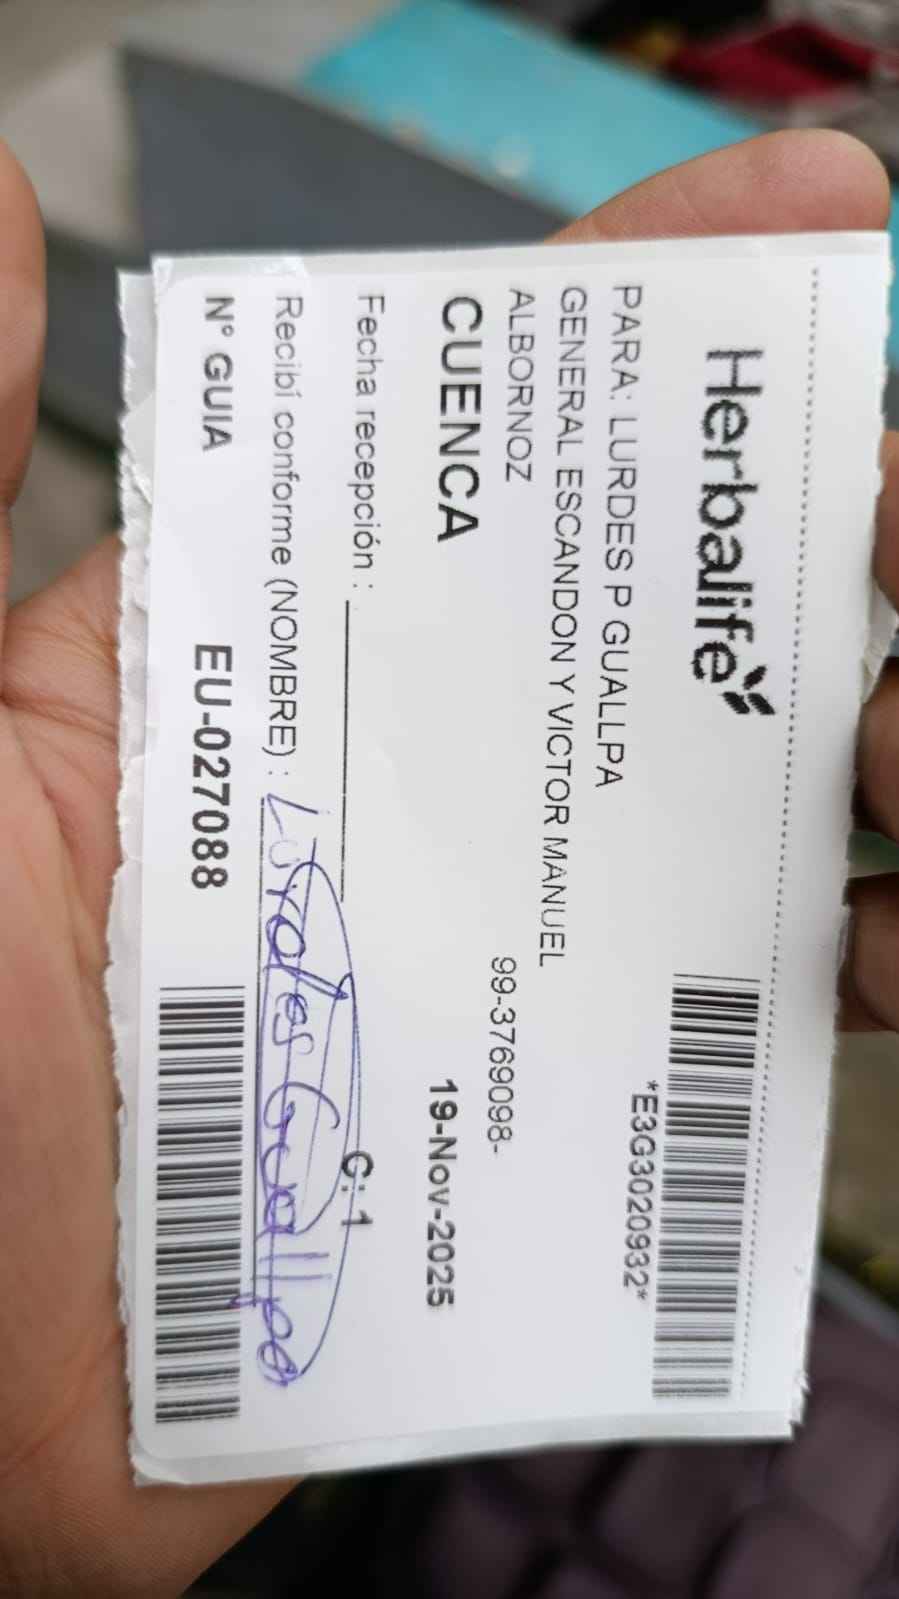 Herbalife
*E3G3020932*
PARA: LURDES P GUALLPA
GENERAL ESCANDON Y VICTOR MANUEL
ALBORNOZ
99-3769098-
CUENCA 19-Nov-2025
Fecha recepción : ____________ C: 1
Recibí conforme (NOMBRE) : Lurdes Guallpa
N° GUIA EU-027088